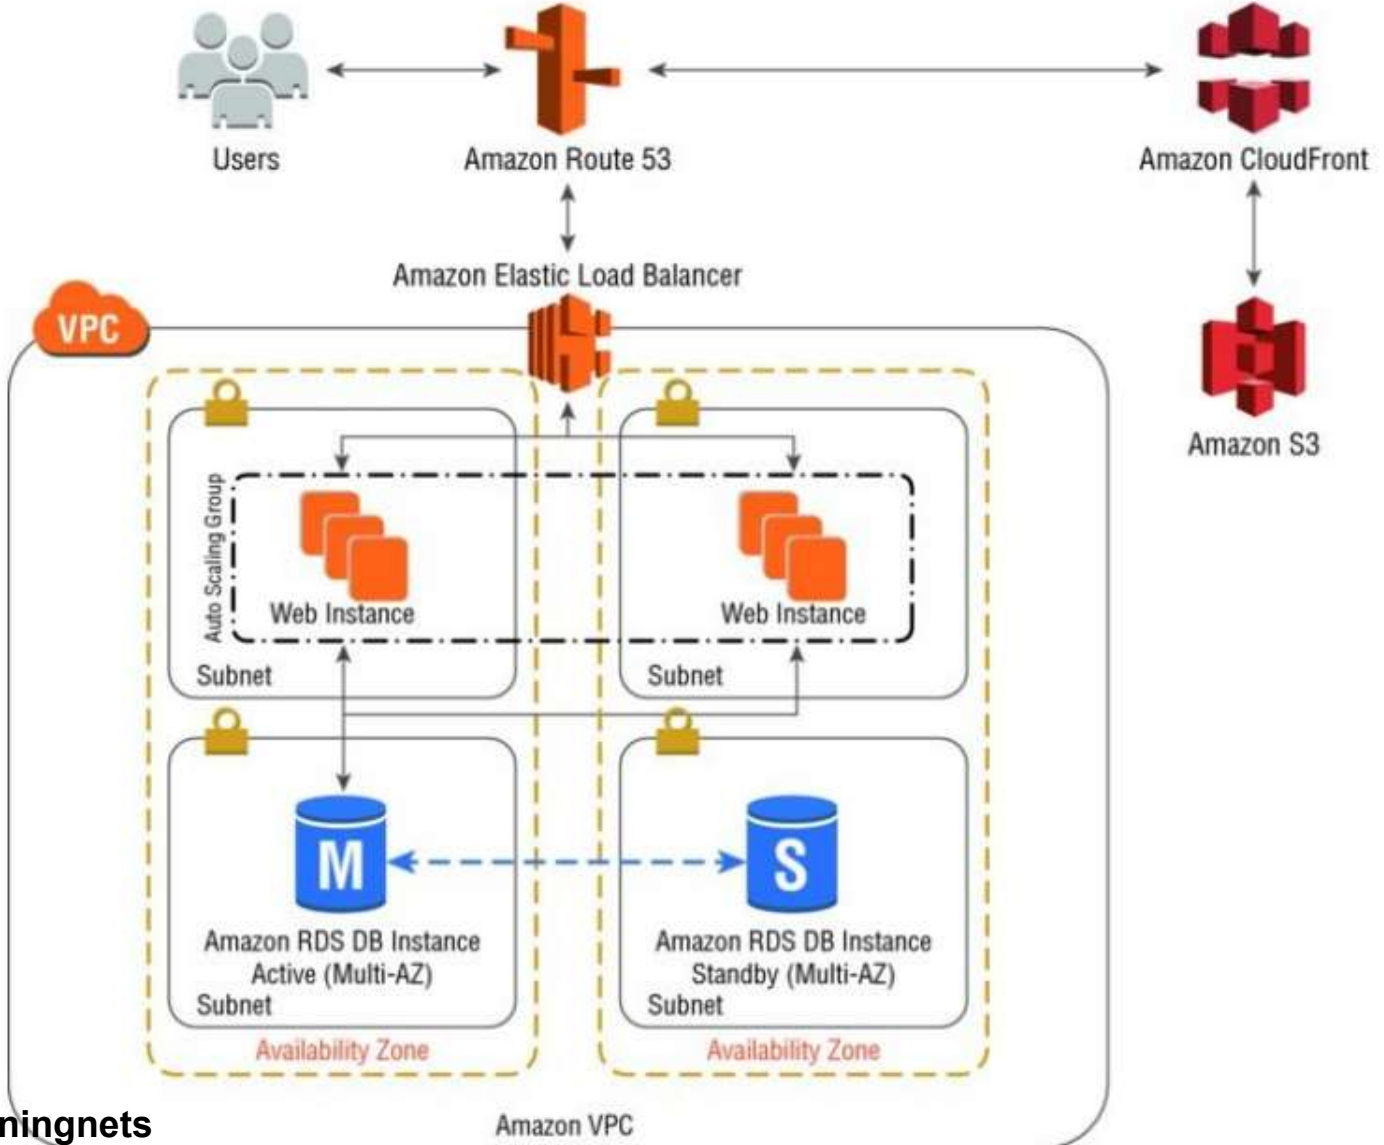 Users
Amazon Route 53
Amazon CloudFront
Amazon Elastic Load Balancer
VPC
Amazon S3
Auto Scaling Group
Web Instance
Web Instance
Subnet
Subnet
M
S
Amazon RDS DB Instance
Active (Multi-AZ)
Amazon RDS DB Instance
Standby (Multi-AZ)
Subnet
Subnet
Availability Zone
Availability Zone
Amazon VPC
ningnets